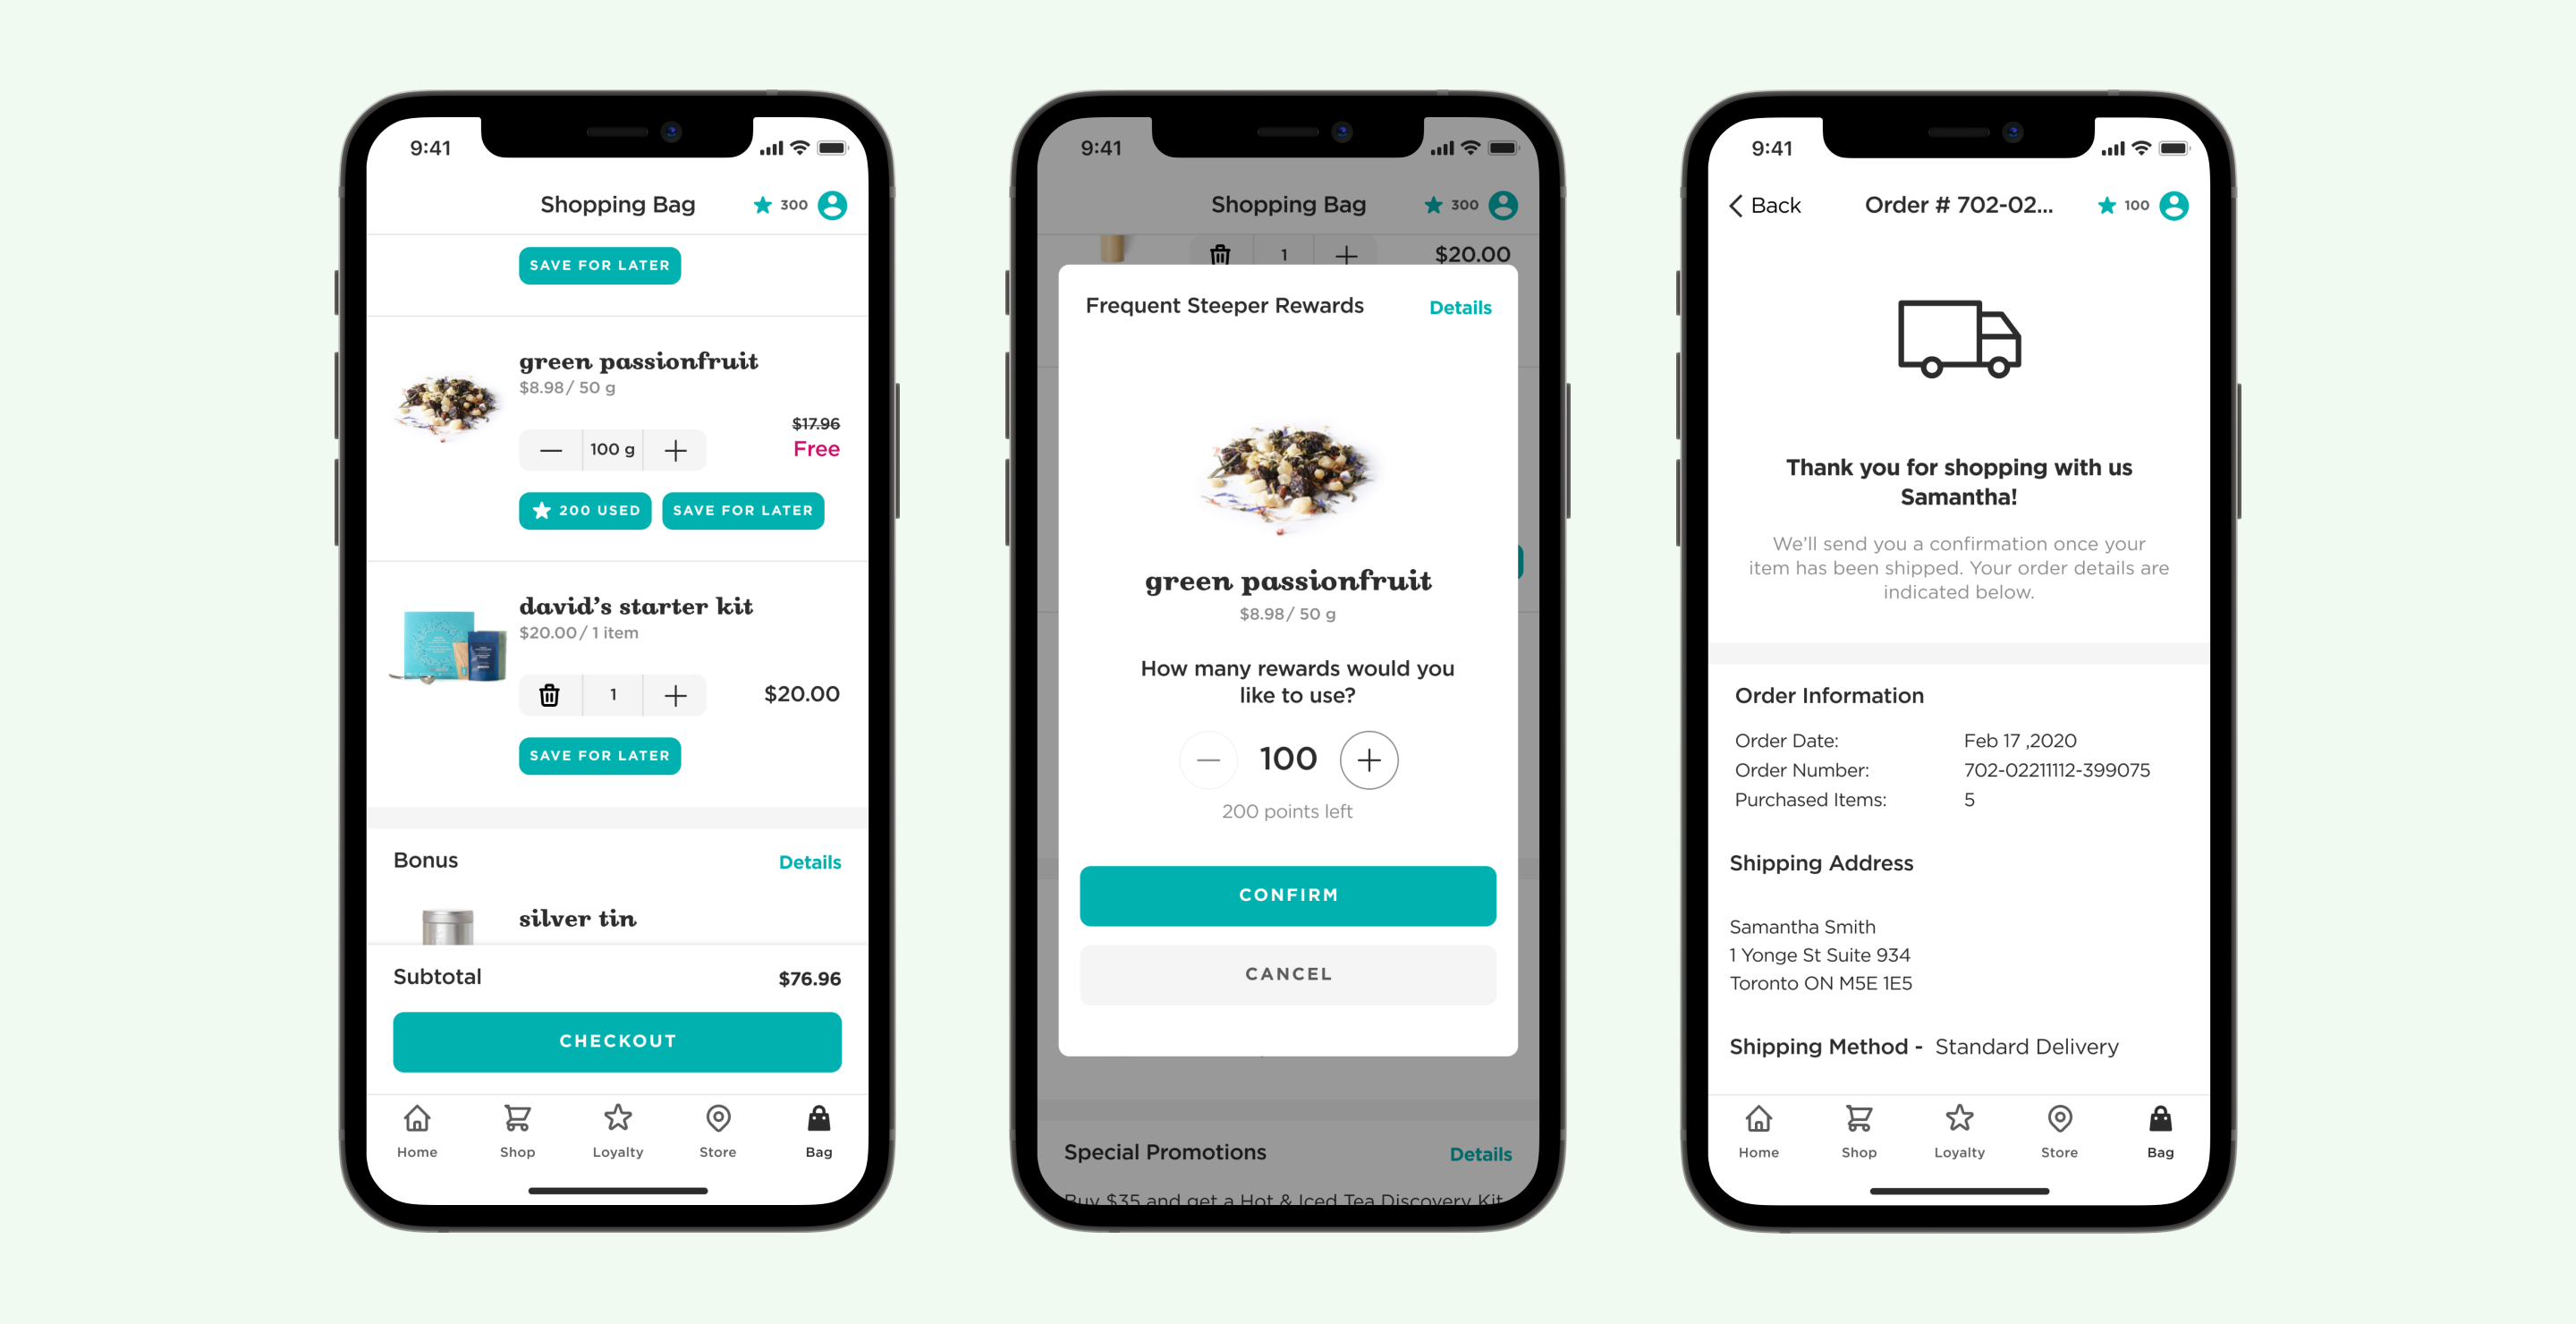 9:41
Shopping Bag
300
SAVE FOR LATER
green passionfruit
$8.98/ 50 g
$17.96
100 g
Free
200 USED
SAVE FOR LATER
david's starter kit
$20.00/ 1 item
1
$20.00
SAVE FOR LATER
Bonus
Details
silver tin
Subtotal
$76.96
CHECKOUT
Home
Shop
Loyalty
Store
Bag
9:41
Shopping Bag
300
1
$20.00
Frequent Steeper Rewards
Details
green passionfruit
$8.98/ 50 g
How many rewards would you
like to use?
100
200 points left
CONFIRM
CANCEL
Special Promotions
Details
Buy $35 and get a Hot & Iced Tea Discovery Kit
9:41
Back
Order # 702-02...
100
Thank you for shopping with us
Samantha!
We'll send you a confirmation once your
item has been shipped. Your order details are
indicated below.
Order Information
Order Date: Feb 17 ,2020
Order Number: 702-02211112-399075
Purchased Items: 5
Shipping Address
Samantha Smith
1 Yonge St Suite 934
Toronto ON M5E 1E5
Shipping Method - Standard Delivery
Home
Shop
Loyalty
Store
Bag